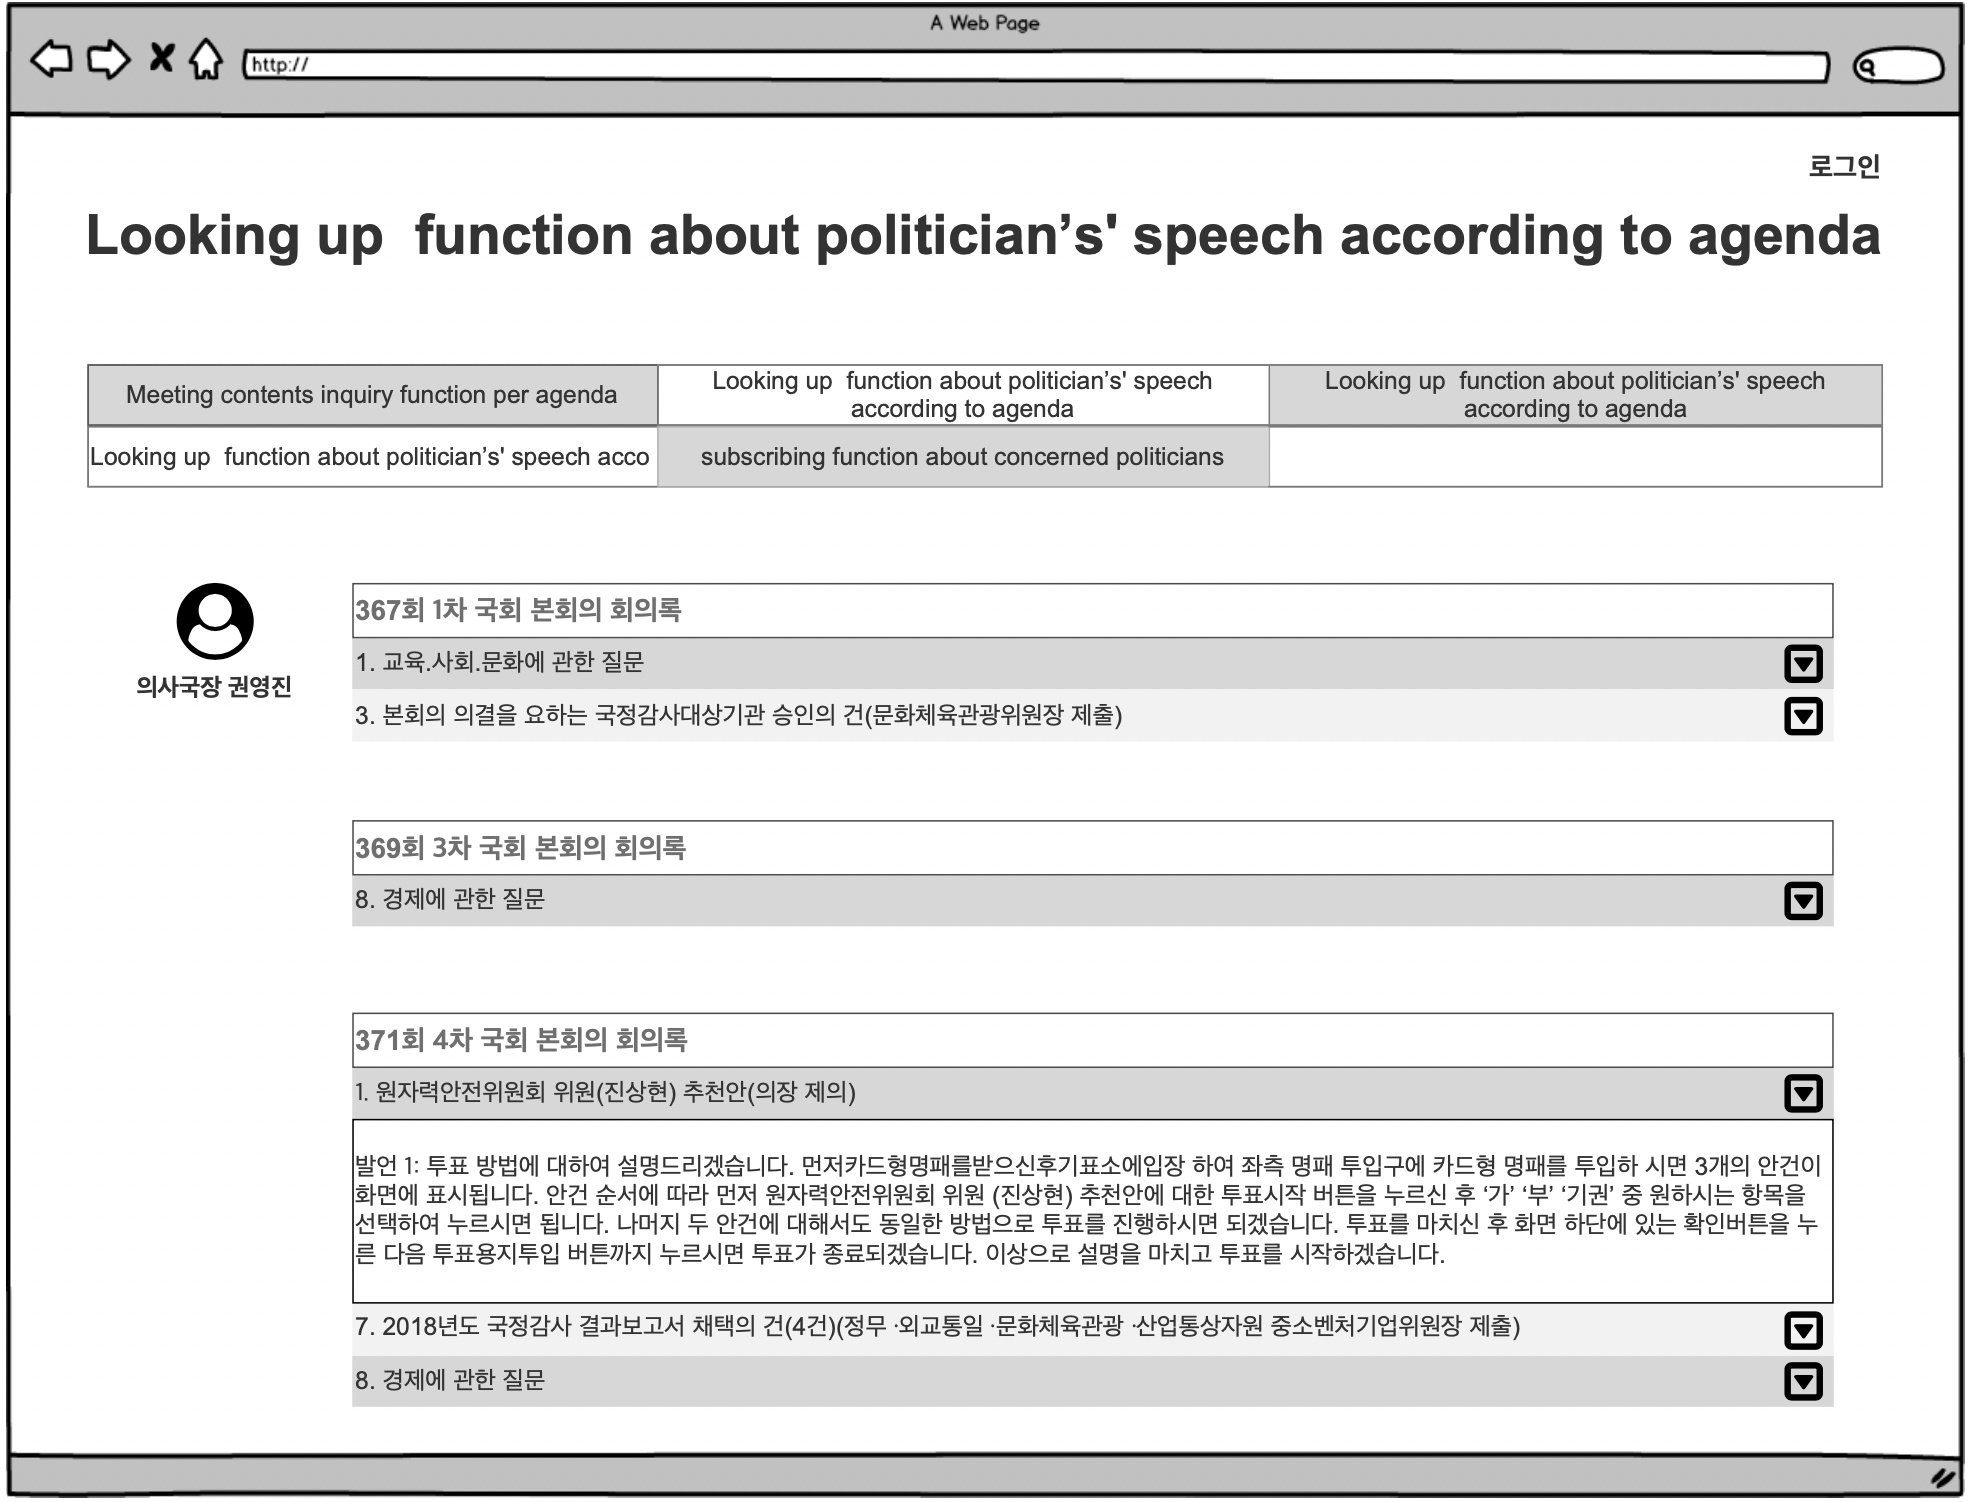 A Web Page
http://
로그인
Looking up  function about politician’s' speech according to agenda
Meeting contents inquiry function per agenda
Looking up  function about politician’s' speech
according to agenda
Looking up  function about politician’s' speech
according to agenda
Looking up  function about politician’s' speech acco
subscribing function about concerned politicians
의사국장 권영진
367회 1차 국회 본회의 회의록
1. 교육.사회.문화에 관한 질문
3. 본회의 의결을 요하는 국정감사대상기관 승인의 건(문화체육관광위원장 제출)
369회 3차 국회 본회의 회의록
8. 경제에 관한 질문
371회 4차 국회 본회의 회의록
1. 원자력안전위원회 위원(진상현) 추천안(의장 제의)
발언 1: 투표 방법에 대하여 설명드리겠습니다. 먼저카드형명패를받으신후기표소에입장 하여 좌측 명패 투입구에 카드형 명패를 투입하 시면 3개의 안건이
화면에 표시됩니다. 안건 순서에 따라 먼저 원자력안전위원회 위원 (진상현) 추천안에 대한 투표시작 버튼을 누르신 후 ‘가’ ‘부’ ‘기권’ 중 원하시는 항목을
선택하여 누르시면 됩니다. 나머지 두 안건에 대해서도 동일한 방법으로 투표를 진행하시면 되겠습니다. 투표를 마치신 후 화면 하단에 있는 확인버튼을 누
른 다음 투표용지투입 버튼까지 누르시면 투표가 종료되겠습니다. 이상으로 설명을 마치고 투표를 시작하겠습니다.
7. 2018년도 국정감사 결과보고서 채택의 건(4건)(정무 ·외교통일 ·문화체육관광 ·산업통상자원 중소벤처기업위원장 제출)
8. 경제에 관한 질문